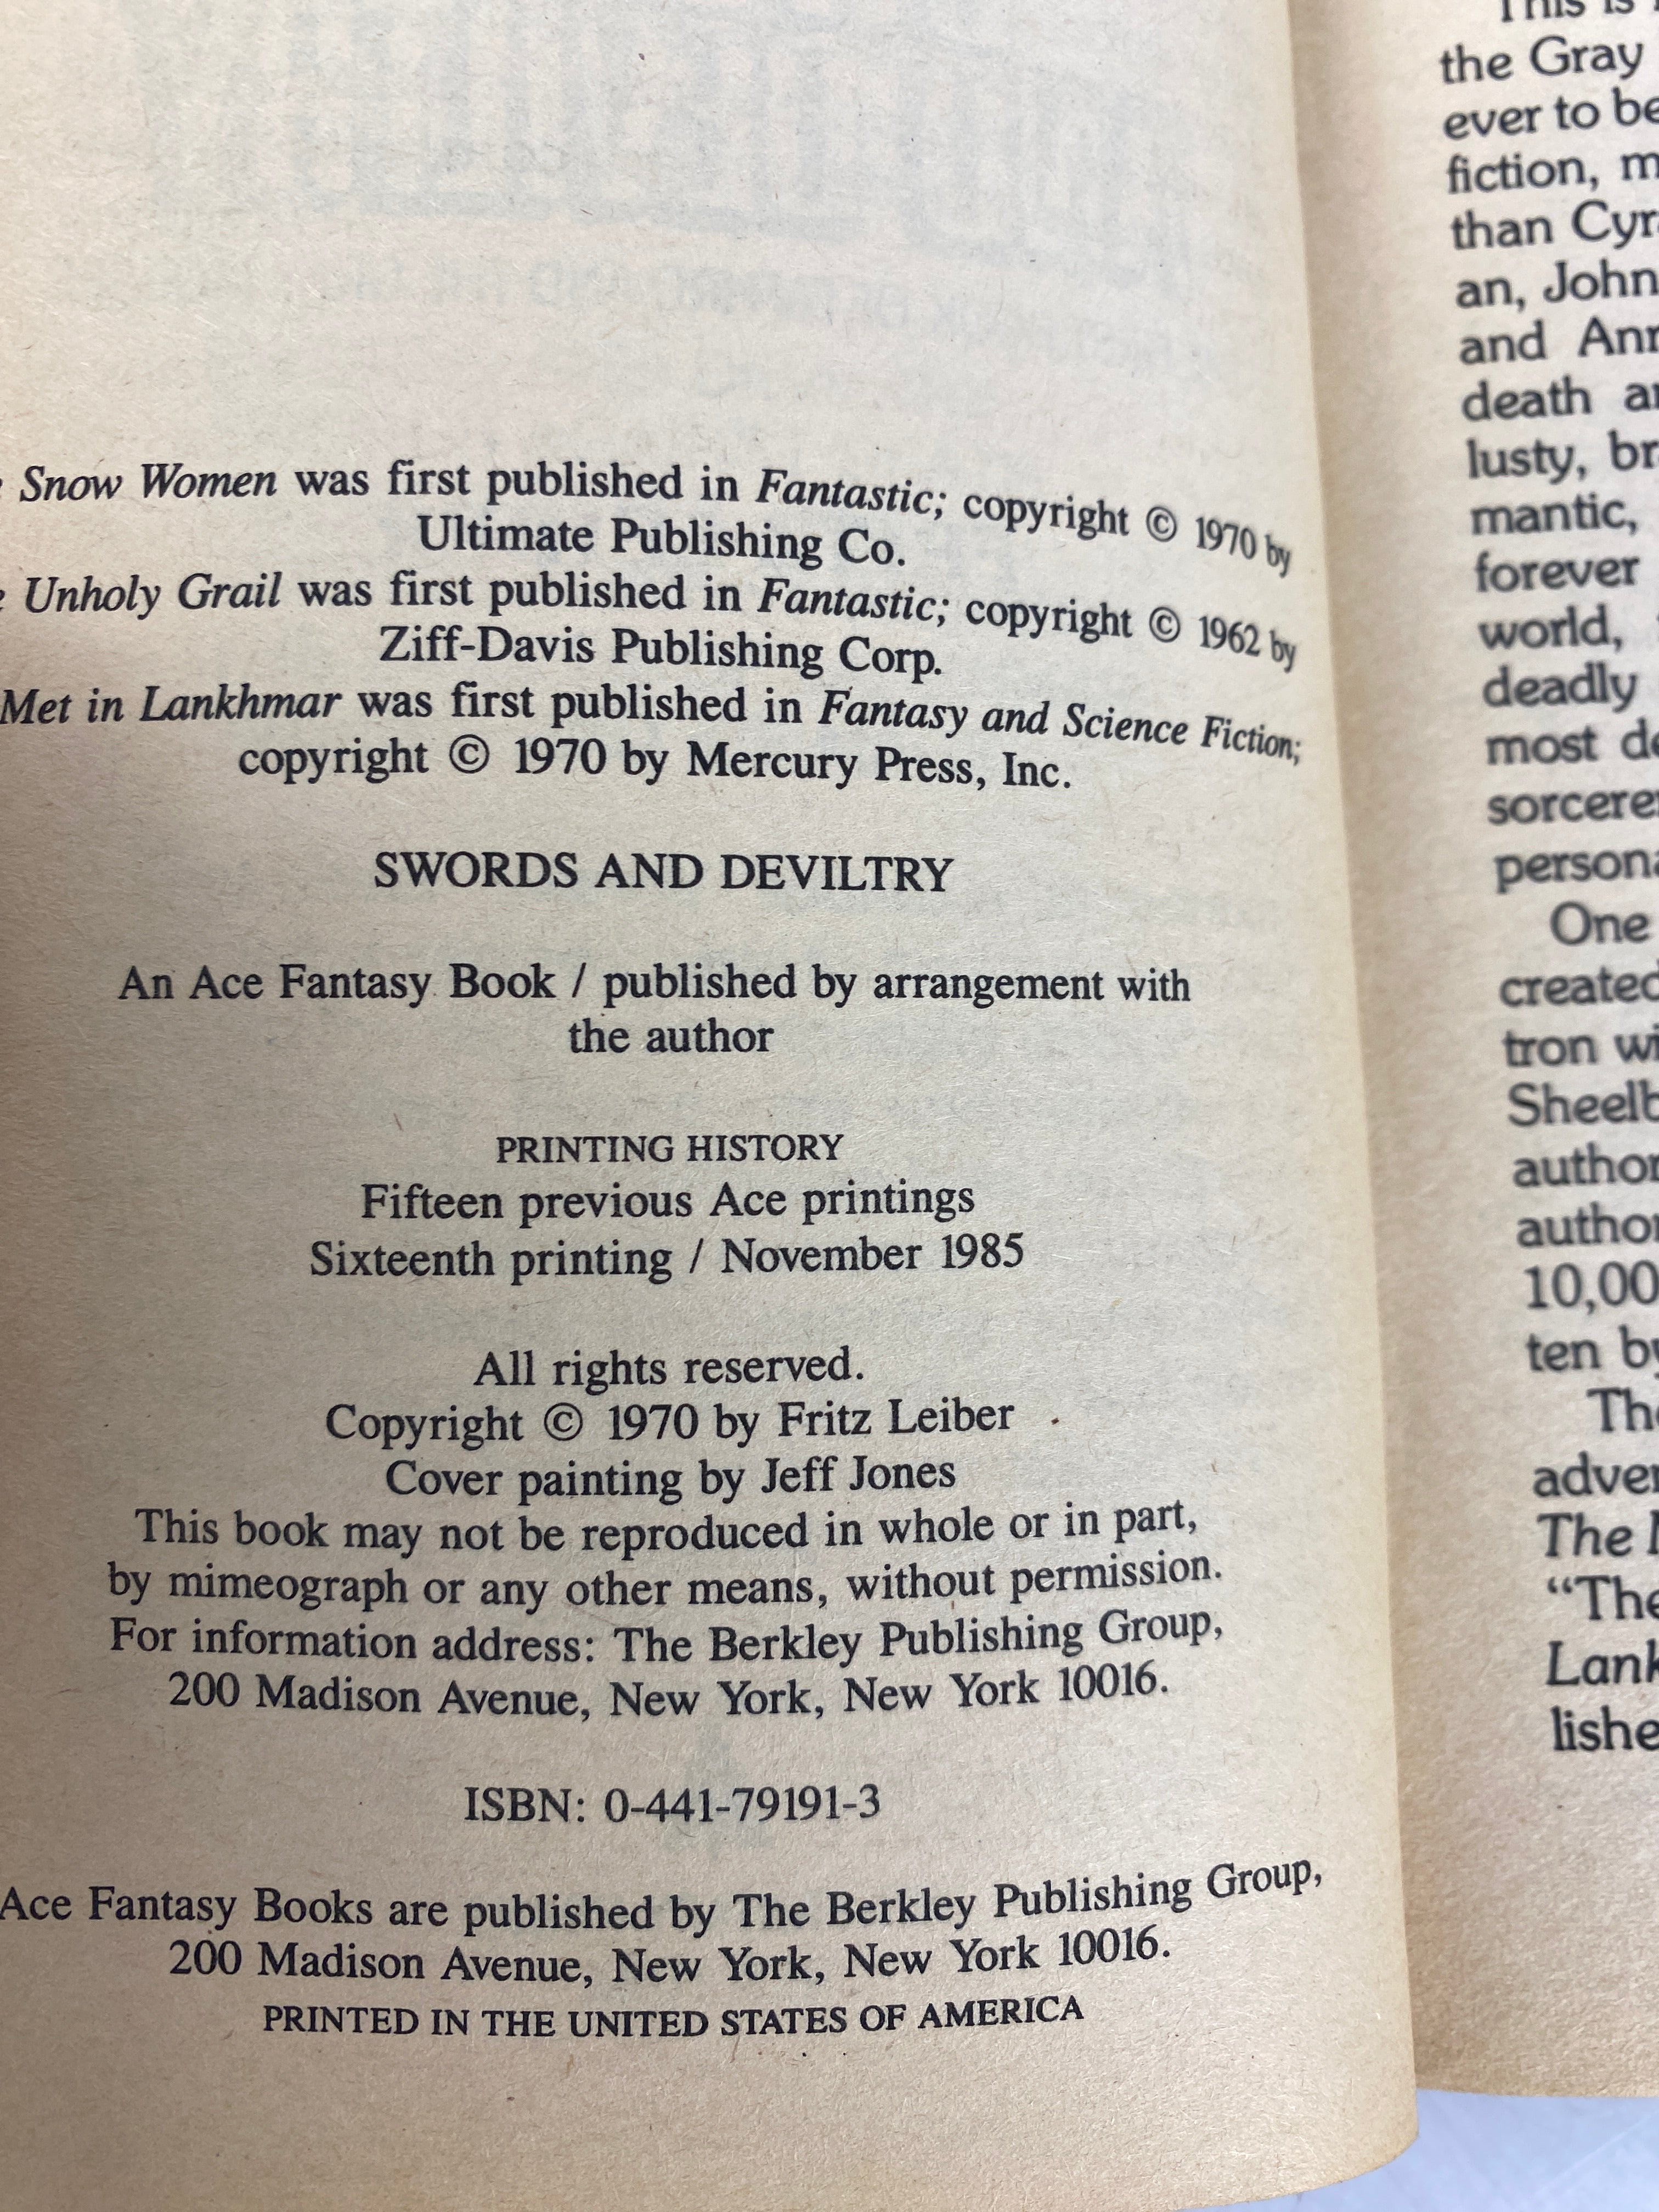 Snow Women was first published in Fantastic; copyright © 1970 by
Ultimate Publishing Co.
Unholy Grail was first published in Fantastic; copyright © 1962 by
Ziff-Davis Publishing Corp.
Met in Lankhmar was first published in Fantasy and Science Fiction;
copyright © 1970 by Mercury Press, Inc.
SWORDS AND DEVILTRY
An Ace Fantasy Book / published by arrangement with
the author
PRINTING HISTORY
Fifteen previous Ace printings
Sixteenth printing / November 1985
All rights reserved.
Copyright © 1970 by Fritz Leiber
Cover painting by Jeff Jones
This book may not be reproduced in whole or in part,
by mimeograph or any other means, without permission.
For information address: The Berkley Publishing Group,
200 Madison Avenue, New York, New York 10016.
ISBN: 0-441-79191-3
Ace Fantasy Books are published by The Berkley Publishing Group,
200 Madison Avenue, New York, New York 10016.
PRINTED IN THE UNITED STATES OF AMERICA
This is
the Gray
ever to be
fiction, m
than Cyr
an, John
and Ann
death a
lusty, br
mantic,
forever
world,
deadly
most de
sorcerer
persona
One
created
tron wi
Sheelb
author
author
10,00
ten by
The
adver
The
"The
Lank
lishe